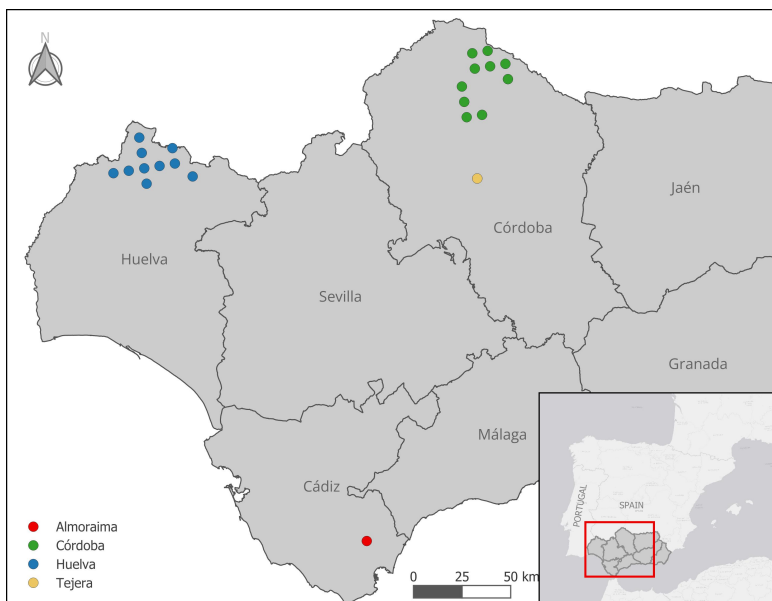 N
Jaén
Córdoba
Huelva
Sevilla
Granada
Málaga
Cádiz
Almoraima
Córdoba
Huelva
Tejera
0 25 50 km
PORTUGAL
SPAIN